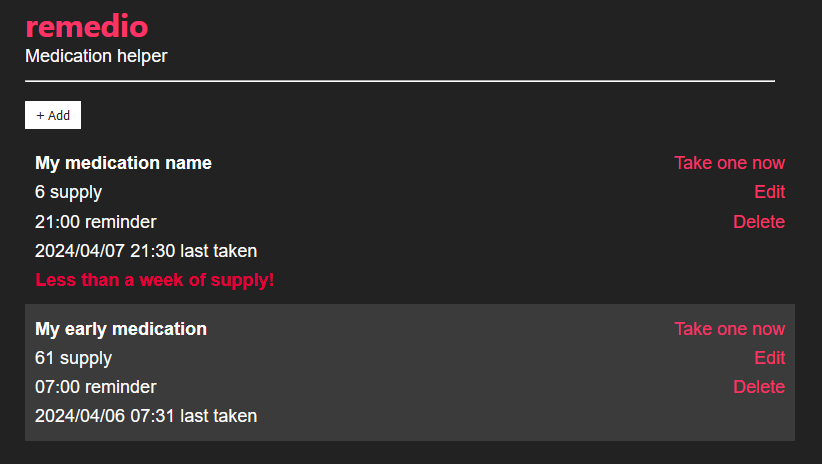 remedio
Medication helper
+ Add
My medication name
Take one now
6 supply
Edit
21:00 reminder
Delete
2024/04/07 21:30 last taken
Less than a week of supply!
My early medication
Take one now
61 supply
Edit
07:00 reminder
Delete
2024/04/06 07:31 last taken